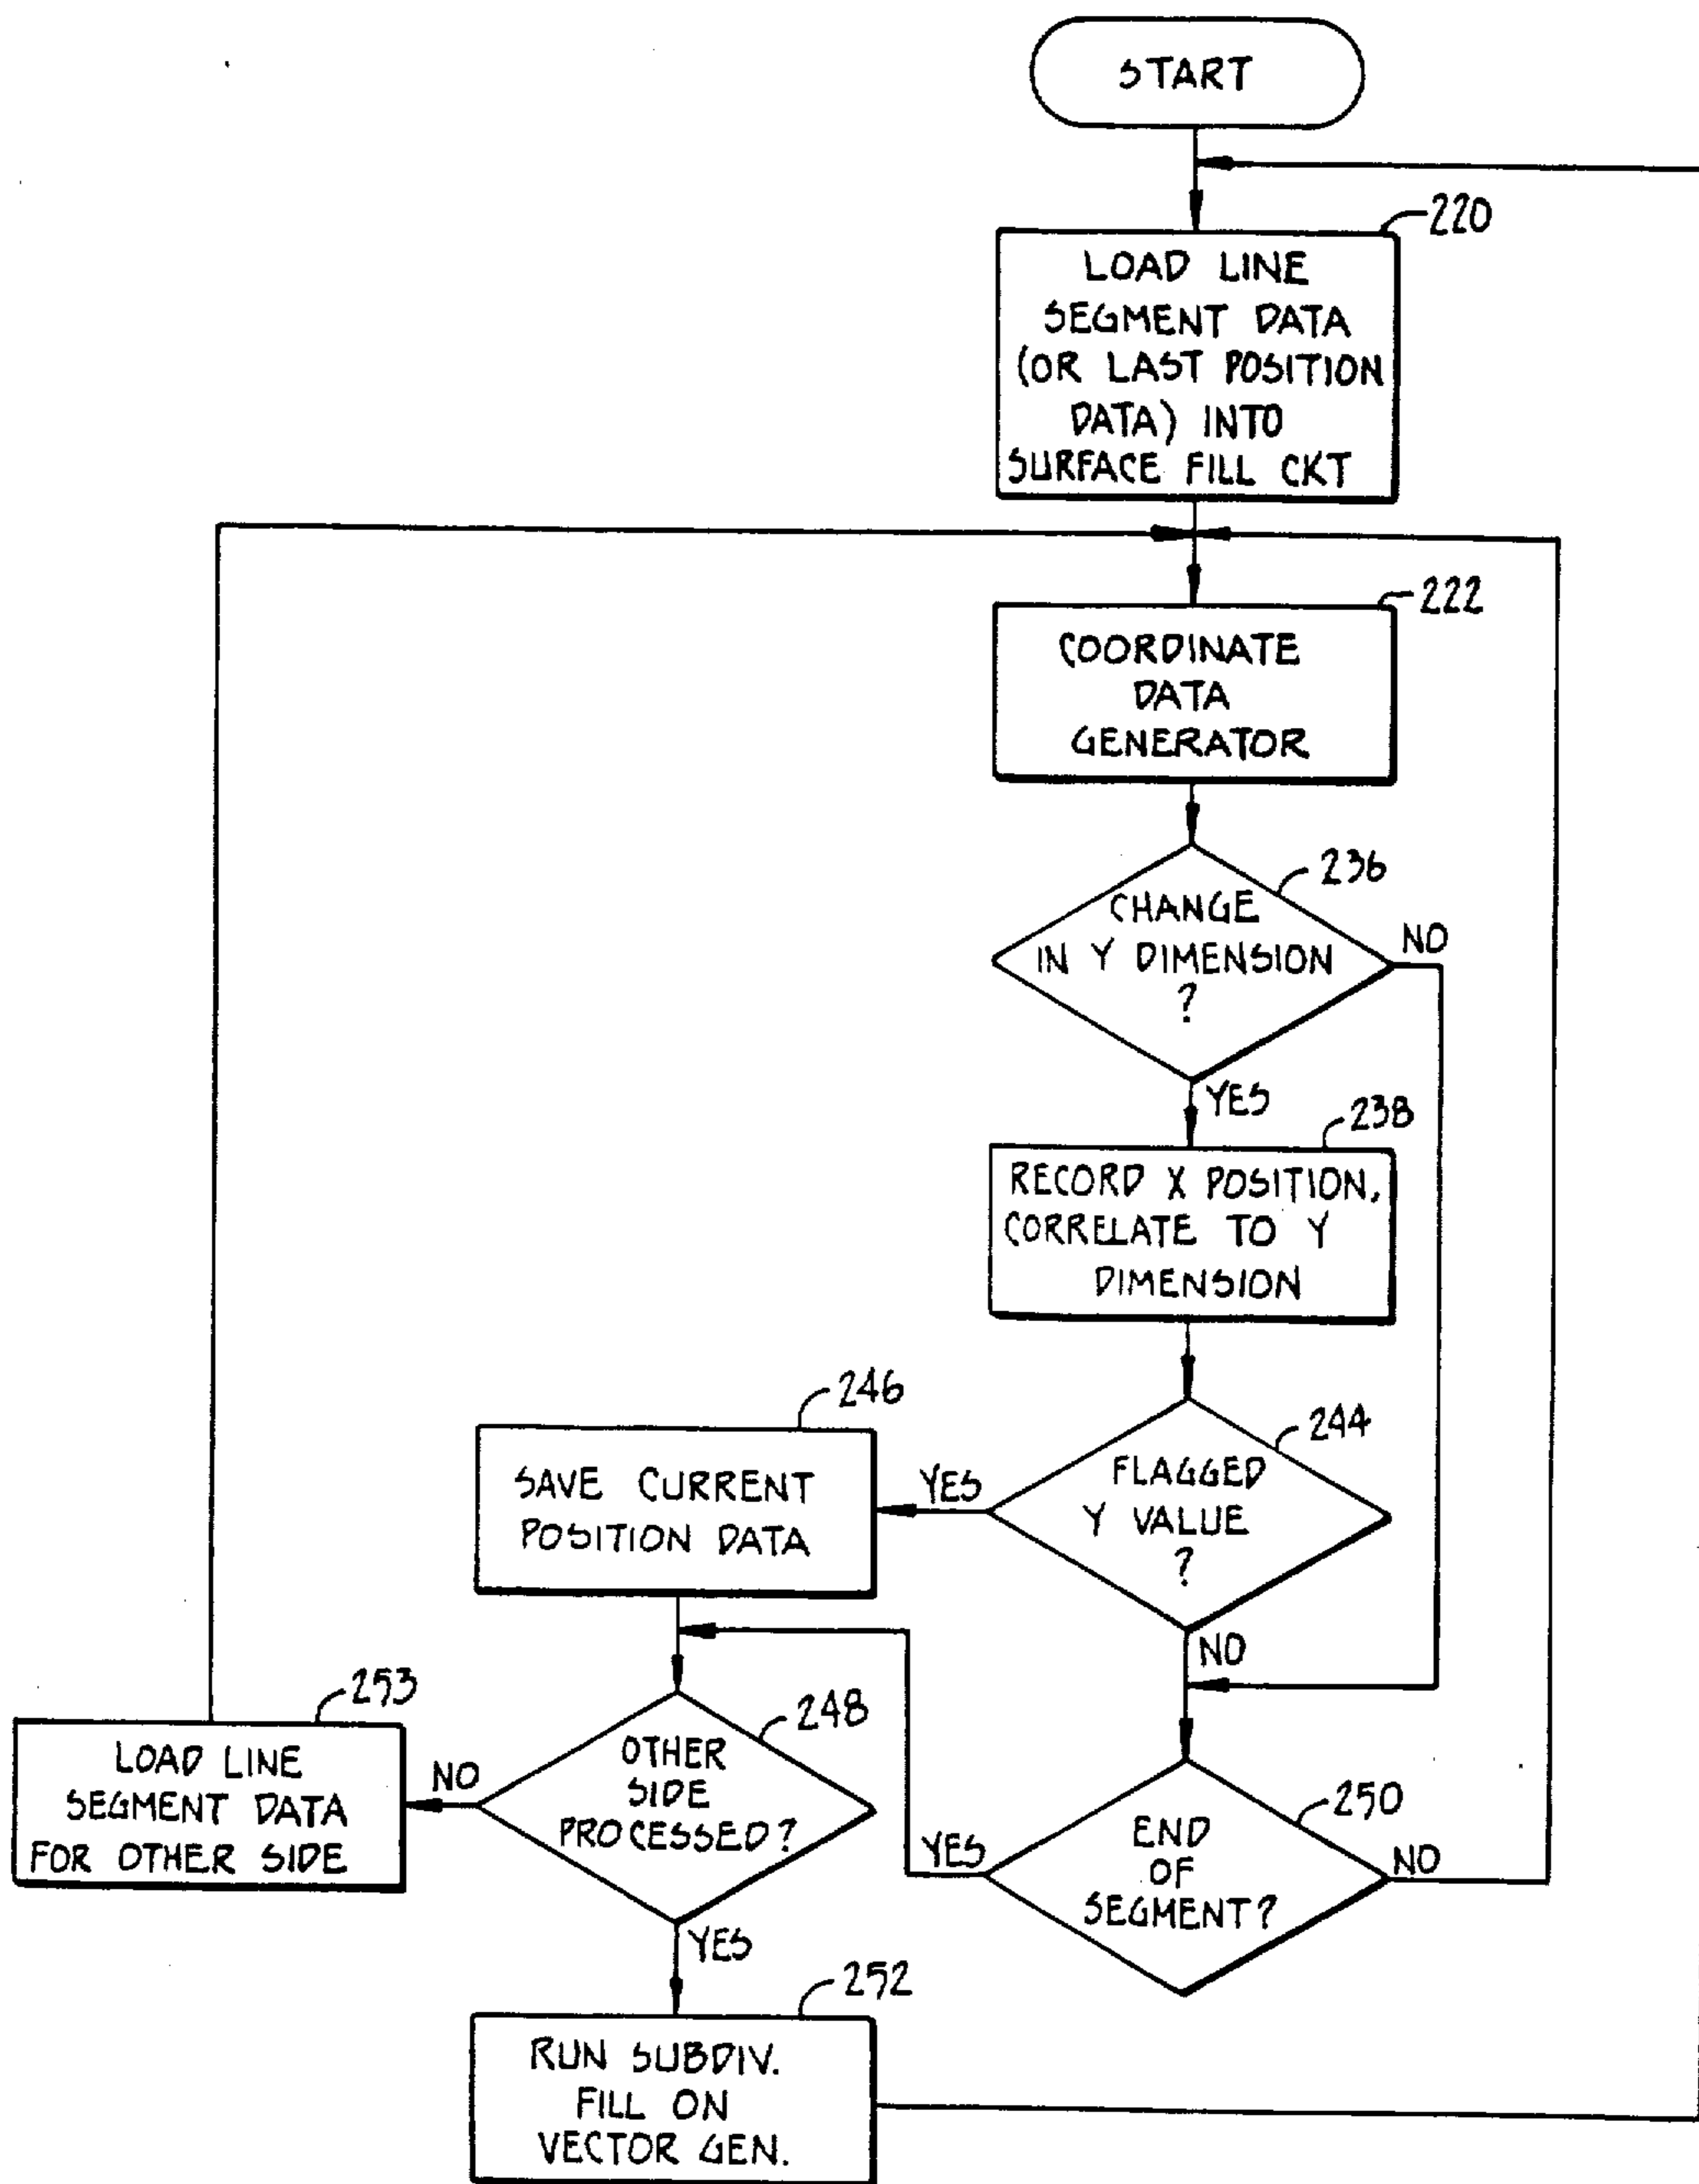 START
220
LOAD LINE
SEGMENT DATA
(OR LAST POSITION
DATA) INTO
SURFACE FILL CKT
222
COORDINATE
DATA
GENERATOR
236
CHANGE
IN Y DIMENSION
?
NO
YES
238
RECORD X POSITION,
CORRELATE TO Y
DIMENSION
246
SAVE CURRENT
POSITION DATA
YES
244
FLAGGED
Y VALUE
?
NO
253
LOAD LINE
SEGMENT DATA
FOR OTHER SIDE
NO
248
OTHER
SIDE
PROCESSED?
YES
YES
250
END
OF
SEGMENT?
NO
252
RUN SUBDIV.
FILL ON
VECTOR GEN.